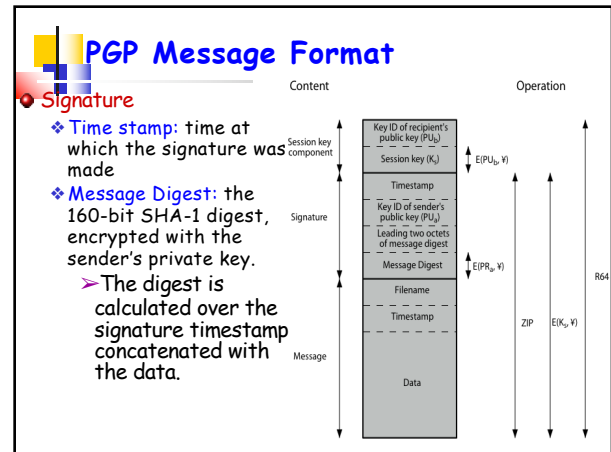 PGP Message Format
Signature
Time stamp: time at
which the signature was
made
Message Digest: the
160-bit SHA-1 digest,
encrypted with the
sender's private key.
The digest is
calculated over the
signature timestamp
concatenated with
the data.
Content
Operation
Session key
component
Key ID of recipient's
public key (PUb)
Session key (Ks)
E(PUb, ¥)
Signature
Timestamp
Key ID of sender's
public key (PUa)
Leading two octets
of message digest
Message Digest
E(PRa, ¥)
Message
Filename
Timestamp
Data
ZIP
E(Ks, ¥)
R64